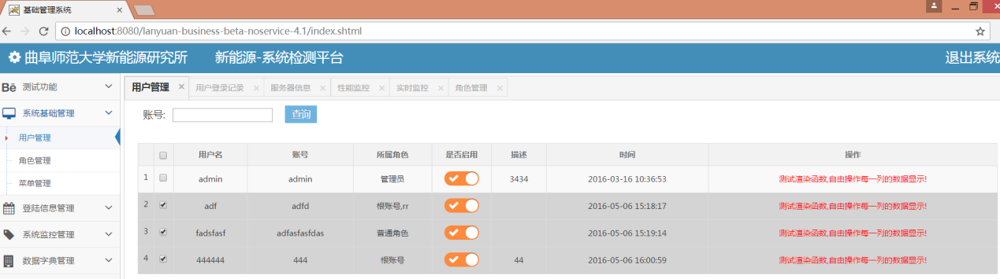 基础管理系统
localhost:8080/lanyuan-business-beta-noservice-4.1/index.shtml
曲阜师范大学新能源研究所 新能源-系统检测平台 退出系统
Bē 测试功能
系统基础管理
用户管理
角色管理
菜单管理
登陆信息管理
系统监控管理
数据字典管理
用户管理 用户登录记录 服务器信息 性能监控 实时监控 角色管理
账号: 查询
用户名 账号 所属角色 是否启用 描述 时间 操作
1 admin admin 管理员 3434 2016-03-16 10:36:53 测试渲染函数,自由操作每一列的数据显示!
2 adf adfd 根账号,rr 2016-05-06 15:18:17 测试渲染函数,自由操作每一列的数据显示!
3 fadsfasf adfasfasfdas 普通角色 2016-05-06 15:19:14 测试渲染函数,自由操作每一列的数据显示!
4 444444 444 根账号 44 2016-05-06 16:00:59 测试渲染函数,自由操作每一列的数据显示!